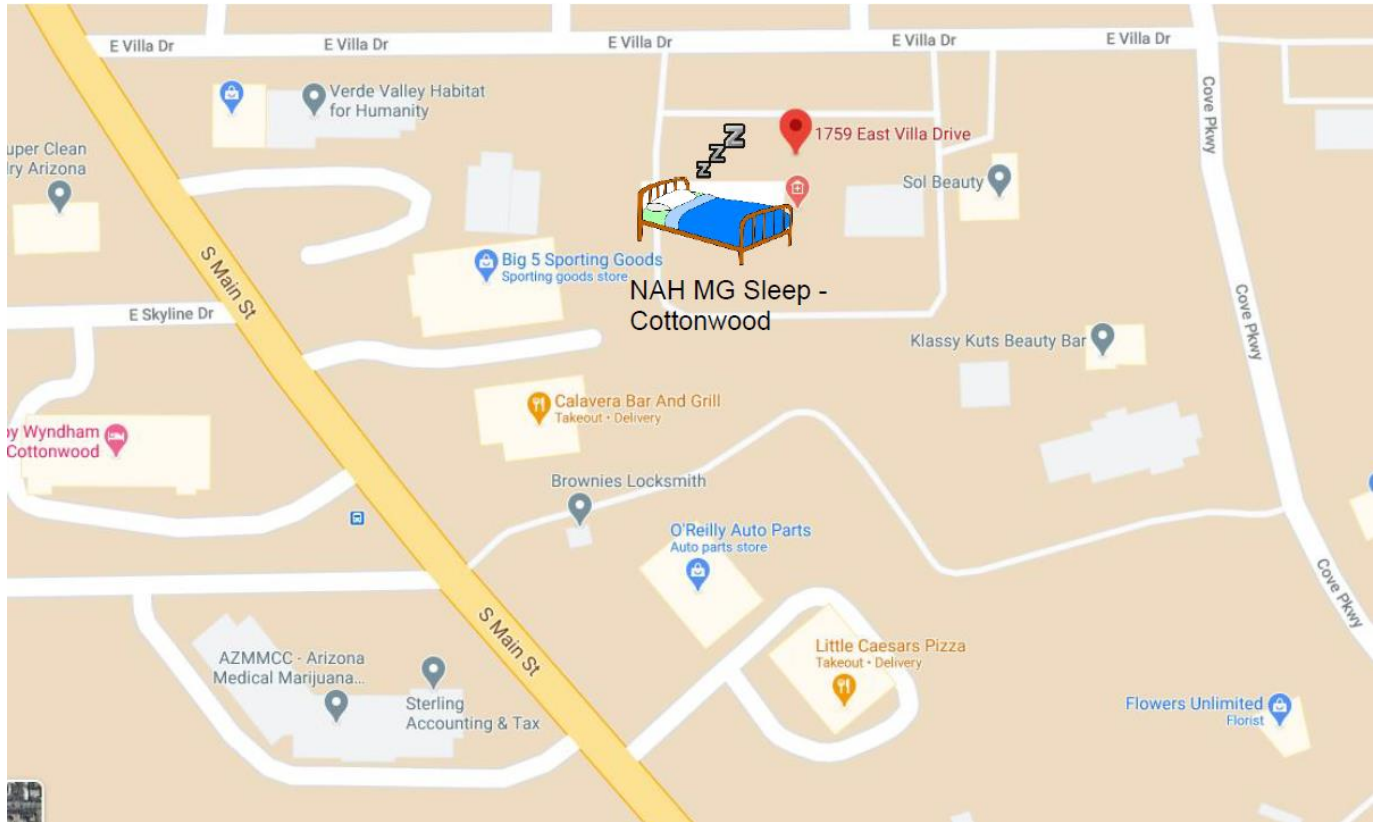 E Villa Dr
E Villa Dr
E Villa Dr
E Villa Dr
E Villa Dr
Verde Valley Habitat
for Humanity
Cove Pkwy
1759 East Villa Drive
z
z
z
uper Clean
ry Arizona
Sol Beauty
S Main St
Big 5 Sporting Goods
Sporting goods store
NAH MG Sleep -
Cottonwood
E Skyline Dr
Cove Pkwy
Klassy Kuts Beauty Bar
Calavera Bar And Grill
Takeout • Delivery
by Wyndham
Cottonwood
Brownies Locksmith
O'Reilly Auto Parts
Auto parts store
Cove Pkwy
S Main St
AZMMCC - Arizona
Medical Marijuana...
Little Caesars Pizza
Takeout • Delivery
Sterling
Accounting & Tax
Flowers Unlimited
Florist